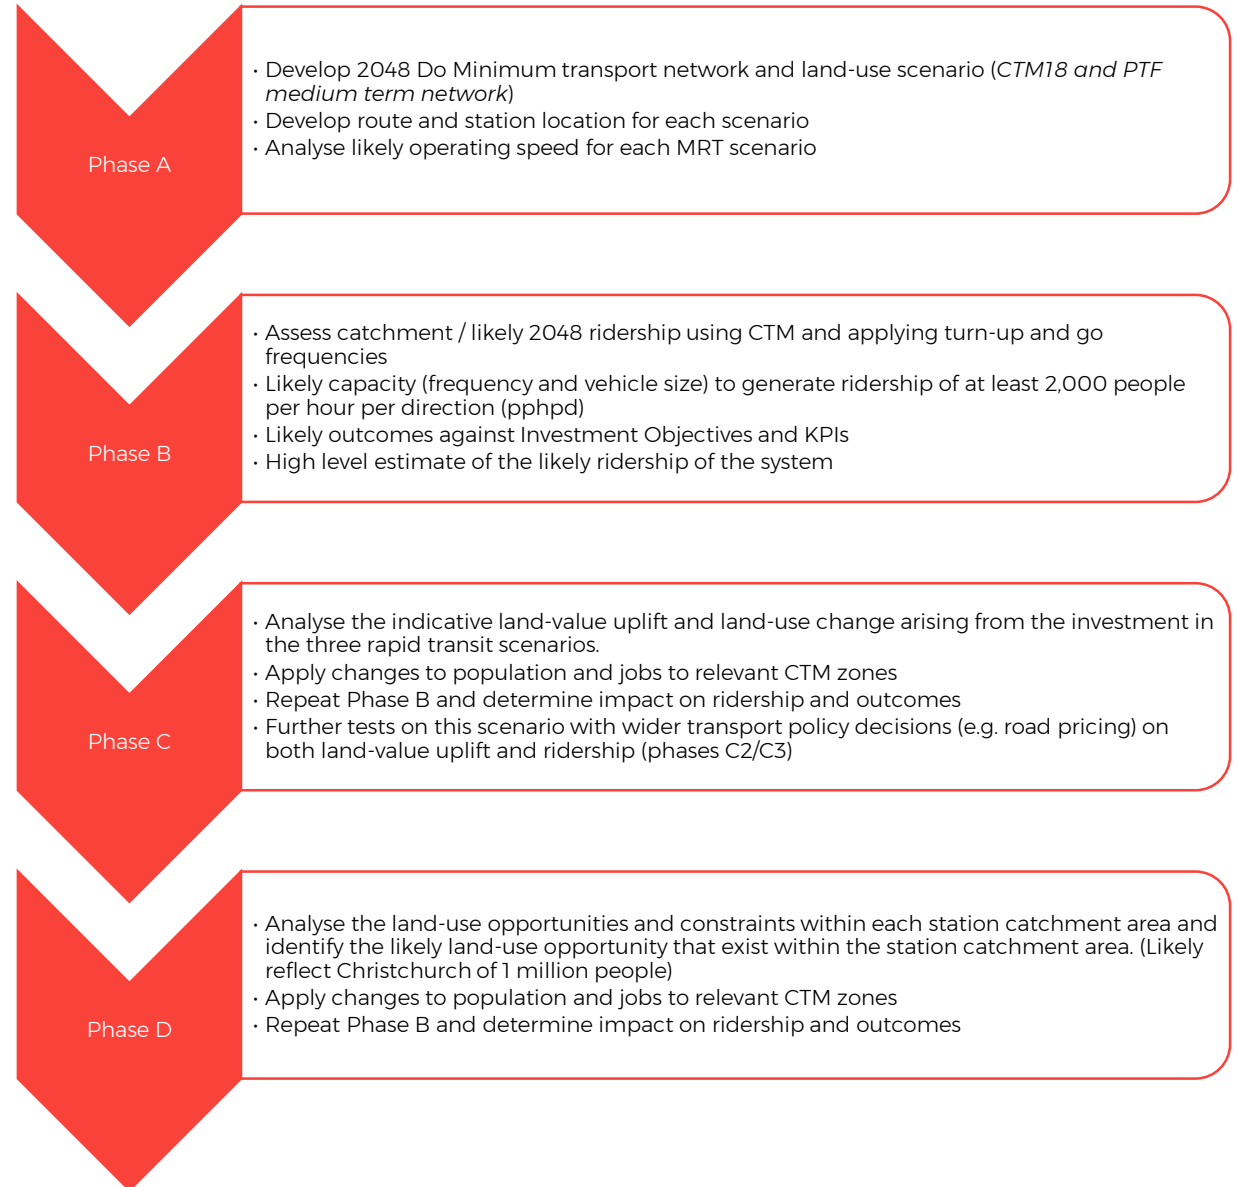 Phase A
· Develop 2048 Do Minimum transport network and land-use scenario (CTM18 and PTF
medium term network)
· Develop route and station location for each scenario
· Analyse likely operating speed for each MRT scenario
Phase B
· Assess catchment / likely 2048 ridership using CTM and applying turn-up and go
frequencies
· Likely capacity (frequency and vehicle size) to generate ridership of at least 2,000 people
per hour per direction (pphpd)
· Likely outcomes against Investment Objectives and KPIs
· High level estimate of the likely ridership of the system
Phase C
· Analyse the indicative land-value uplift and land-use change arising from the investment in
the three rapid transit scenarios.
· Apply changes to population and jobs to relevant CTM zones
· Repeat Phase B and determine impact on ridership and outcomes
· Further tests on this scenario with wider transport policy decisions (e.g. road pricing) on
both land-value uplift and ridership (phases C2/C3)
Phase D
· Analyse the land-use opportunities and constraints within each station catchment area and
identify the likely land-use opportunity that exist within the station catchment area. (Likely
reflect Christchurch of 1 million people)
· Apply changes to population and jobs to relevant CTM zones
· Repeat Phase B and determine impact on ridership and outcomes